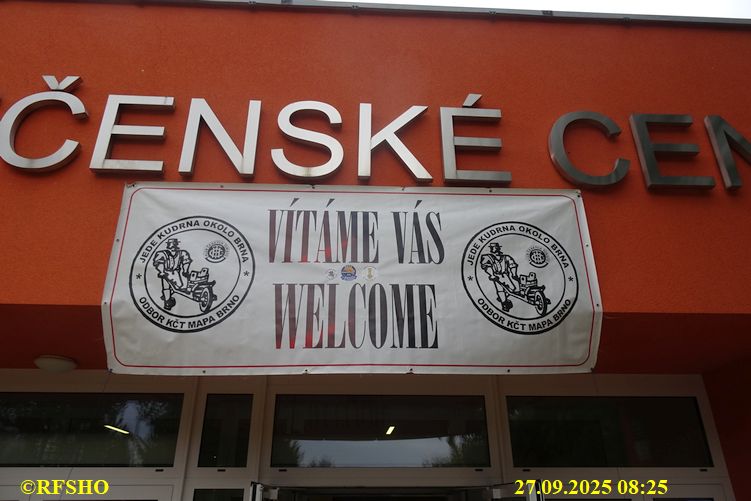 ČENSKÉ CEN
VÍTÁME VÁS
WELCOME
JEDE KUDRNA OKOLO BRNA
ODBOR KČT MAPA BRNO
JEDE KUDRNA OKOLO BRNA
ODBOR KČT MAPA BRNO
©RFSHO
27.09.2025 08:25